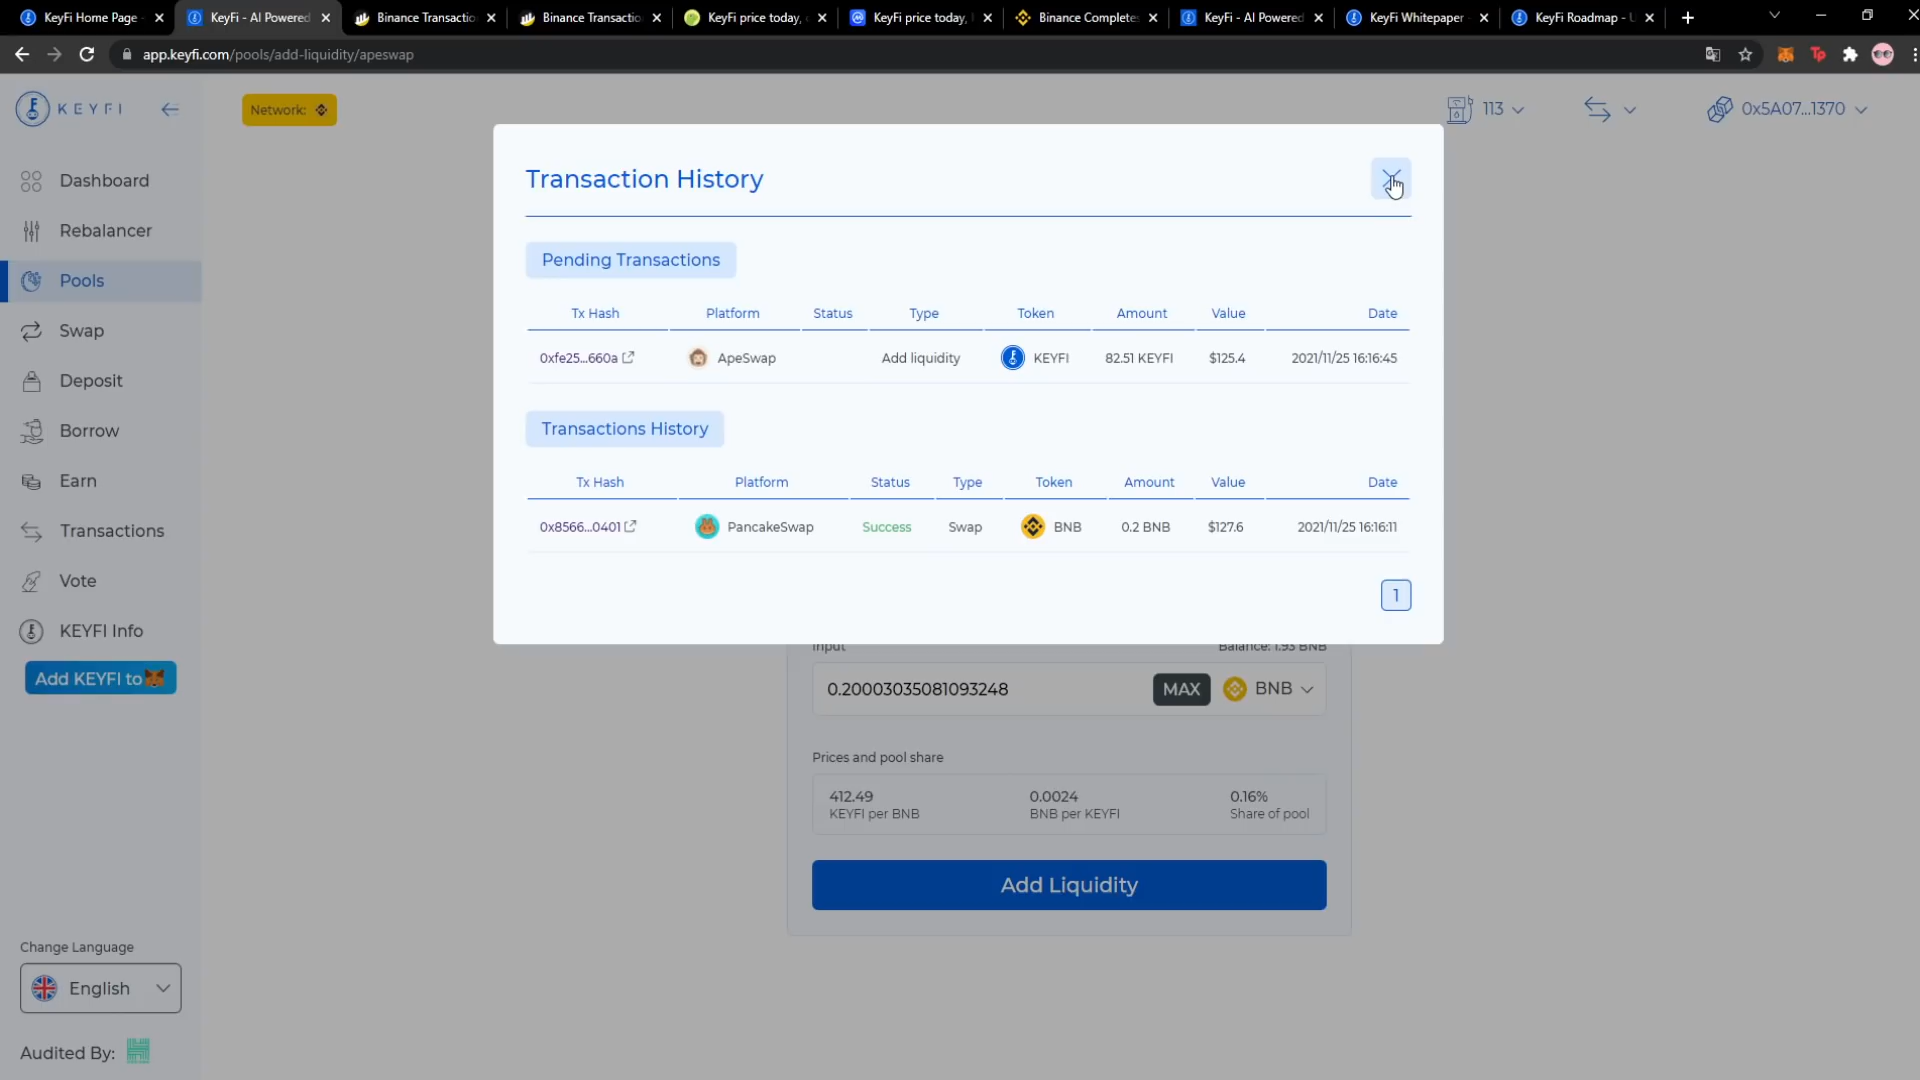 KeyFi Home Page -
KeyFi - AI Powered
Binance Transactio
Binance Transactio
KeyFi price today,
KeyFi price today,
Binance Complete
KeyFi - AI Powered
KeyFi Whitepaper -
KeyFi Roadmap - U
app.keyfi.com/pools/add-liquidity/apeswap
KEYFI
Network:
113
0x5A07...1370
Dashboard
Rebalancer
Pools
Swap
Deposit
Borrow
Earn
Transactions
Vote
KEYFI Info
Add KEYFI to
Change Language
English
Audited By:
Transaction History
Pending Transactions
Tx Hash Platform Status Type Token Amount Value Date
0xfe25...660a ApeSwap Add liquidity KEYFI 82.51 KEYFI $125.4 2021/11/25 16:16:45
Transactions History
Tx Hash Platform Status Type Token Amount Value Date
0x8566...0401 PancakeSwap Success Swap BNB 0.2 BNB $127.6 2021/11/25 16:16:11
1
Input Balance: 1.93 BNB
0.20003035081093248 MAX BNB
Prices and pool share
412.49 0.0024 0.16%
KEYFI per BNB BNB per KEYFI Share of pool
Add Liquidity